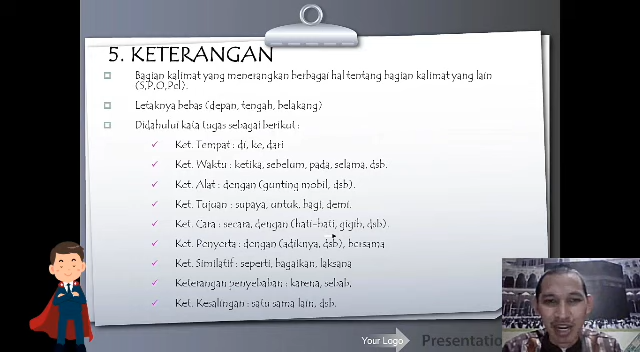 5. KETERANGAN
Bagian kalimat yang menerangkan berbagai hal tentang bagian kalimat yang lain
(S,P,O,Pel).
Letaknya bebas (depan, tengah, belakang)
Didahului kata tugas sebagai berikut :
Ket. Tempat : di, ke, dari
Ket. Waktu : ketika, sebelum, pada, selama, dsb.
Ket. Alat : dengan (gunting mobil, dsb).
Ket. Tujuan : supaya, untuk, bagi, demi.
Ket. Cara : secara, dengan (hati-hati, gigih, dsb).
Ket. Penyerta : dengan (adiknya, dsb), bersama
Ket. Similatif : seperti, bagaikan, laksana
Keterangan penyebaban : karena, sebab,
Ket. Kesalingan : satu sama lain, dsb.
Your Logo
Presentatio